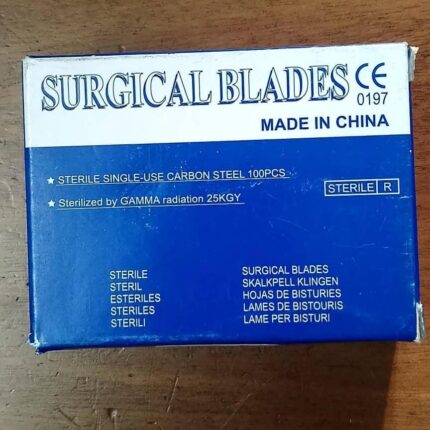 SURGICAL BLADES CE
0197
MADE IN CHINA
★ STERILE SINGLE-USE CARBON STEEL 100PCS
★ Sterilized by GAMMA radiation 25KGY
STERILE R
STERILE SURGICAL BLADES
STERIL SKALKPELL KLINGEN
ESTERILES HOJAS DE BISTURIES
STERILES LAMES DE BISTOURIS
STERILI LAME PER BISTURI